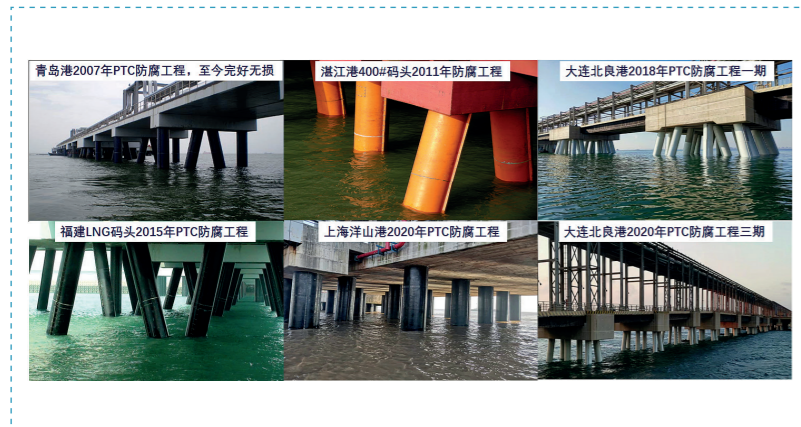 青岛港2007年PTC防腐工程，至今完好无损
湛江港400#码头2011年防腐工程
大连北良港2018年PTC防腐工程一期
福建LNG码头2015年PTC防腐工程
上海洋山港2020年PTC防腐工程
大连北良港2020年PTC防腐工程三期